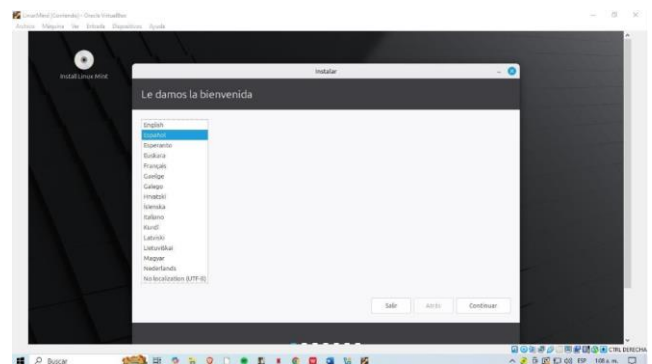 LinuxMint [Corriendo] - Oracle VirtualBox
Archivo Máquina Ver Entrada Dispositivos Ayuda
Install Linux Mint
Instalar
Le damos la bienvenida
English
Español
Esperanto
Euskara
Français
Gaeilge
Galego
Hrvatski
Íslenska
Italiano
Kurdî
Latviski
Lietuviškai
Magyar
Nederlands
No localization (UTF-8)
Salir Atrás Continuar
CTRL DERECHA
Buscar ESP